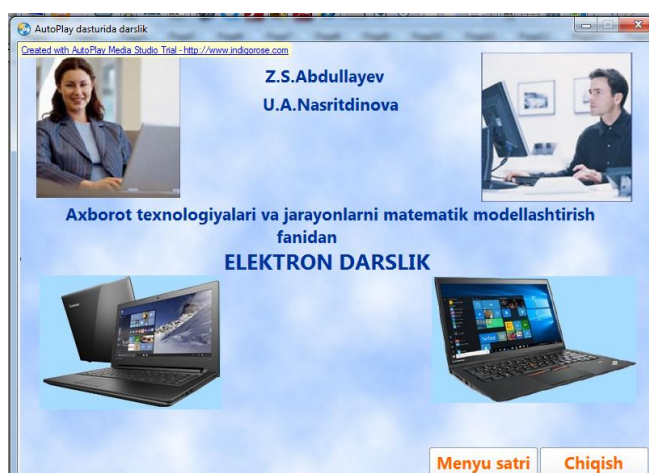 AutoPlay dasturida darslik
Created with AutoPlay Media Studio Trial - http://www.indigorose.com
Z.S.Abdullayev
U.A.Nasritdinova
Axborot texnologiyalari va jarayonlarni matematik modellashtirish
fanidan
ELEKTRON DARSLIK
Menyu satri
Chiqish